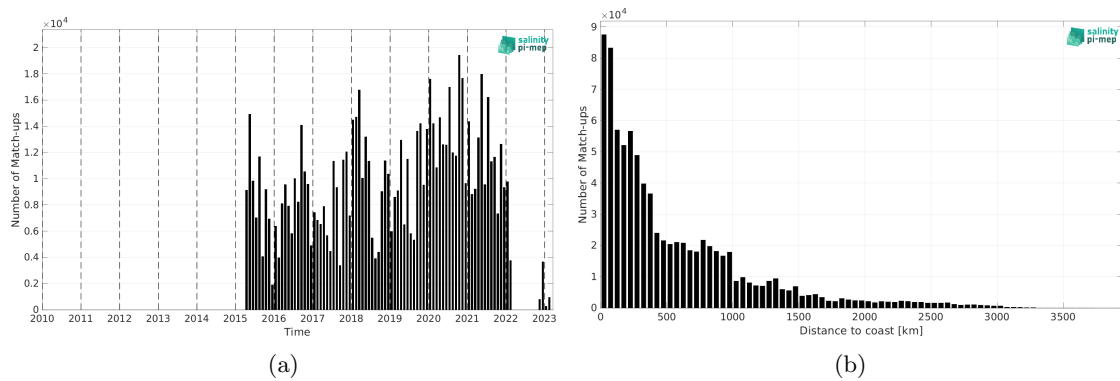 ×10⁴
2
1.8
1.6
1.4
1.2
1
0.8
0.6
0.4
0.2
0
Number of Match-ups
2010 2011 2012 2013 2014 2015 2016 2017 2018 2019 2020 2021 2022 2023
Time
salinity
pi-mep
(a)
×10⁴
9
8
7
6
5
4
3
2
1
0
Number of Match-ups
0 500 1000 1500 2000 2500 3000 3500
Distance to coast [km]
salinity
pi-mep
(b)